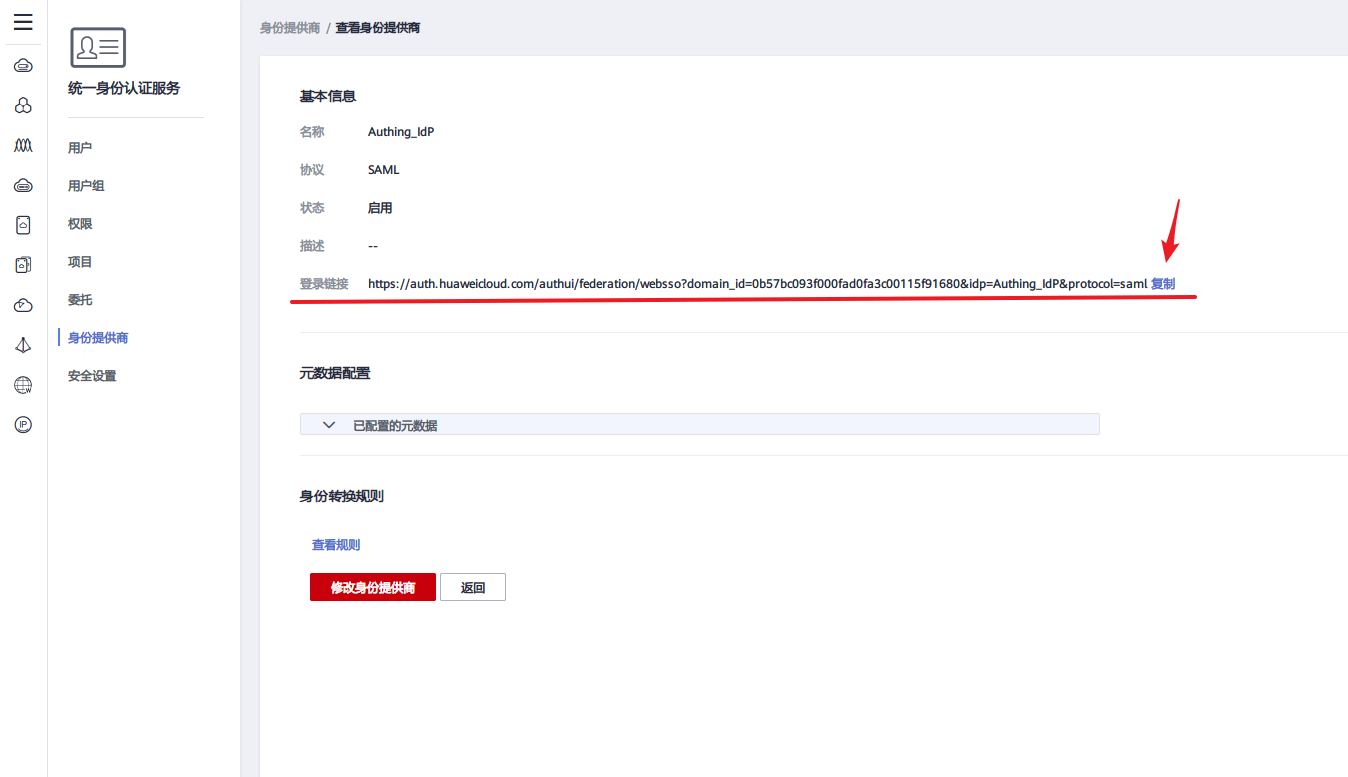 身份提供商 / 查看身份提供商
统一身份认证服务
用户
用户组
权限
项目
委托
身份提供商
安全设置
基本信息
名称 Authing_IdP
协议 SAML
状态 启用
描述 --
登录链接 https://auth.huaweicloud.com/authui/federation/websso?domain_id=0b57bc093f000fad0fa3c00115f91680&idp=Authing_IdP&protocol=saml 复制
元数据配置
已配置的元数据
身份转换规则
查看规则
修改身份提供商 返回
W
IP